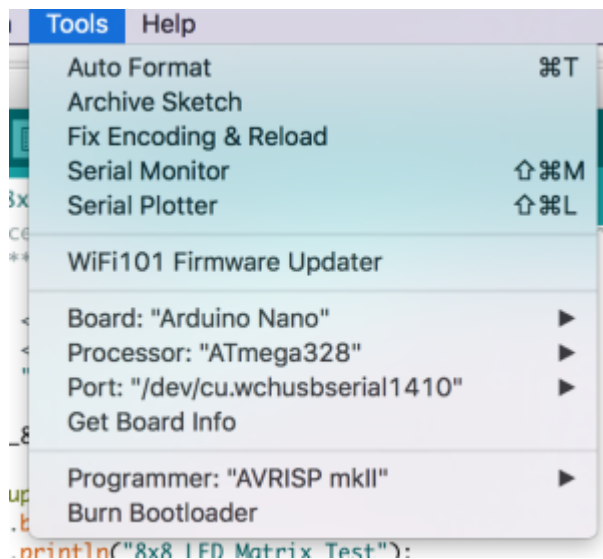 Tools Help
Auto Format ⌘T
Archive Sketch
Fix Encoding & Reload
Serial Monitor ⇧⌘M
Serial Plotter ⇧⌘L
WiFi101 Firmware Updater
Board: "Arduino Nano"
Processor: "ATmega328"
Port: "/dev/cu.wchusbserial1410"
Get Board Info
Programmer: "AVRISP mkII"
Burn Bootloader
.println("8x8 LED Matrix Test");